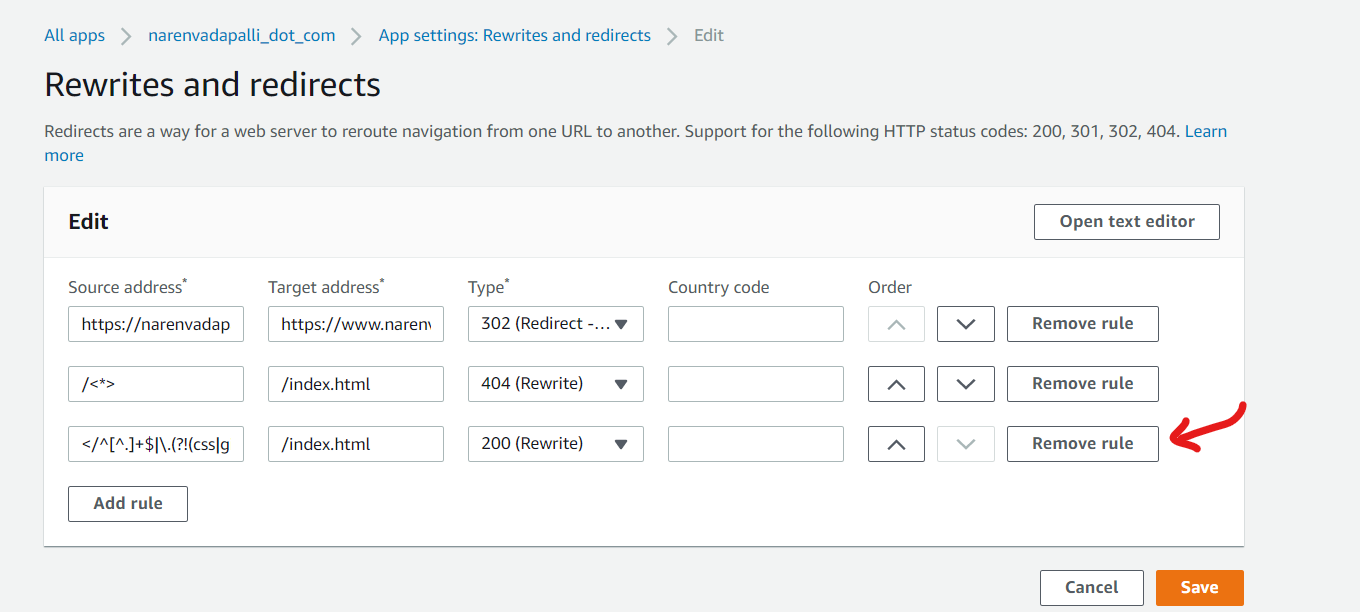 All apps > narenvadapalli_dot_com > App settings: Rewrites and redirects > Edit
Rewrites and redirects
Redirects are a way for a web server to reroute navigation from one URL to another. Support for the following HTTP status codes: 200, 301, 302, 404. Learn
more
Edit
Open text editor
Source address* Target address* Type* Country code Order
https://narenvadap https://www.narenv 302 (Redirect -... Remove rule
/<*> /index.html 404 (Rewrite) Remove rule
</^[^.]+$|\.(?!(css|g /index.html 200 (Rewrite) Remove rule
Add rule
Cancel Save